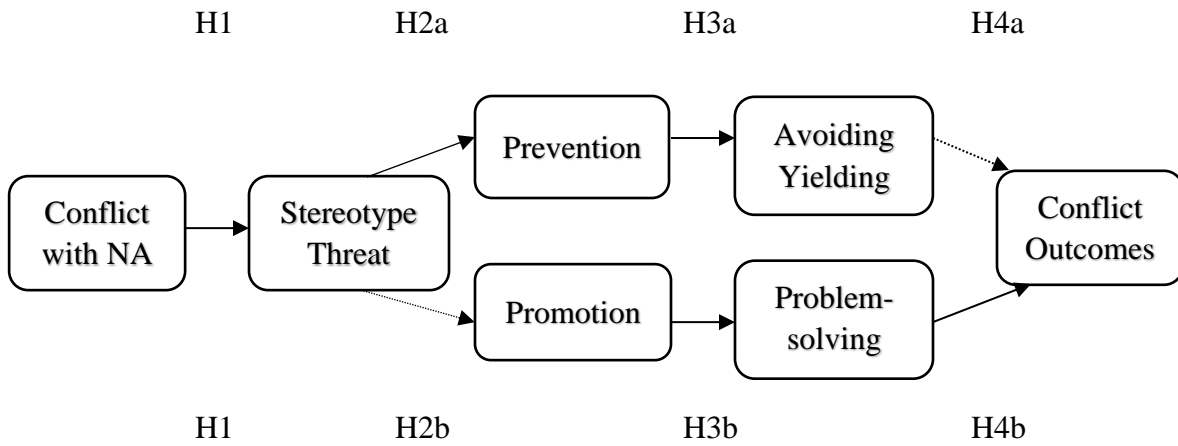 H1 H2a H3a H4a
Prevention
Avoiding
Yielding
Conflict
with NA
Stereotype
Threat
Conflict
Outcomes
Promotion
Problem-
solving
H1 H2b H3b H4b